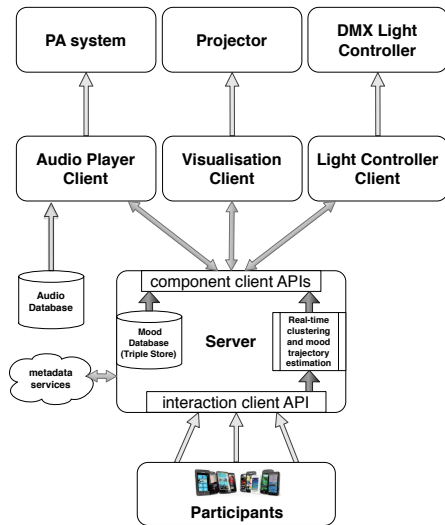 PA system
Projector
DMX Light
Controller
Audio Player
Client
Visualisation
Client
Light Controller
Client
component client APIs
Audio
Database
Mood
Database
(Triple Store)
Server
Real-time
clustering
and mood
trajectory
estimation
metadata
services
interaction client API
Participants